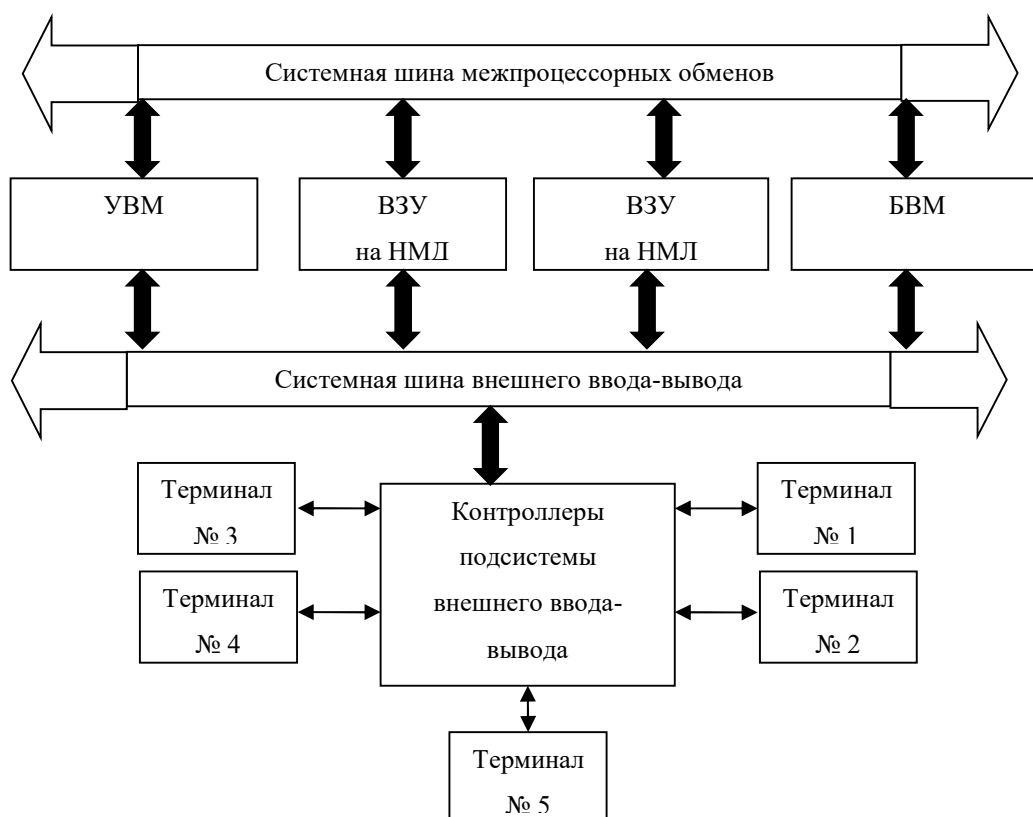 Системная шина межпроцессорных обменов
УВМ
ВЗУ
на НМД
ВЗУ
на НМЛ
БВМ
Системная шина внешнего ввода-вывода
Терминал
№ 3
Контроллеры
подсистемы
внешнего ввода-
вывода
Терминал
№ 1
Терминал
№ 4
Терминал
№ 2
Терминал
№ 5